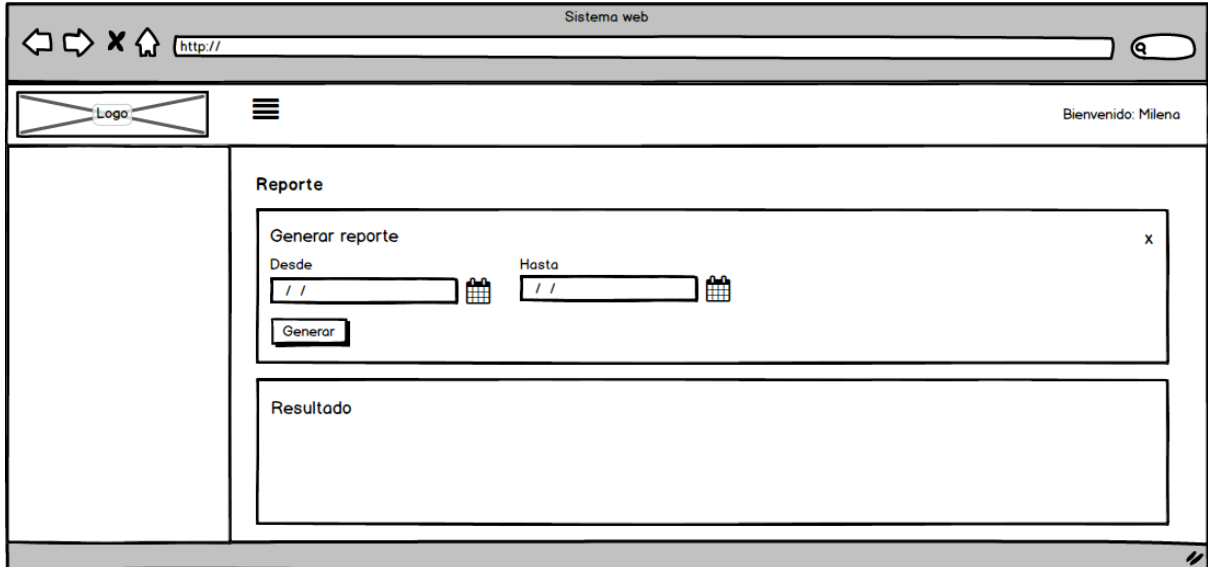 Sistema web
http://
Logo
Bienvenido: Milena
Reporte
Generar reporte
x
Desde
Hasta
/ /
/ /
Generar
Resultado